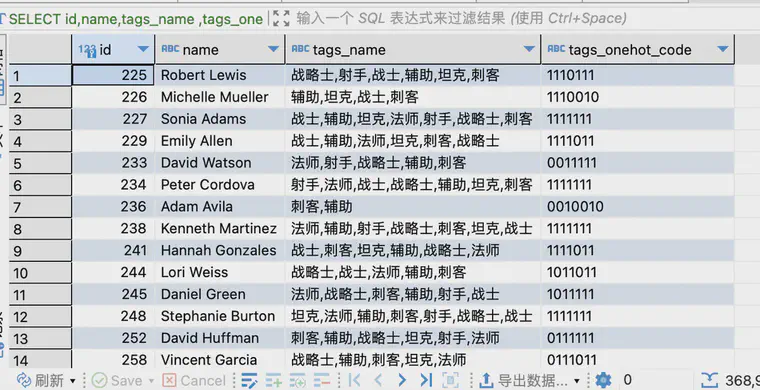 SELECT id,name,tags_name ,tags_one 输入一个 SQL 表达式来过滤结果 (使用 Ctrl+Space)
123 id ABC name ABC tags_name ABC tags_onehot_code
1 225 Robert Lewis 战略士,射手,战士,辅助,坦克,刺客 1110111
2 226 Michelle Mueller 辅助,坦克,战士,刺客 1110010
3 227 Sonia Adams 战士,辅助,坦克,法师,射手,战略士,刺客 1111111
4 229 Emily Allen 战士,辅助,法师,坦克,刺客,战略士 1111011
5 233 David Watson 法师,射手,战略士,辅助,刺客 0011111
6 234 Peter Cordova 射手,法师,战士,战略士,辅助,坦克,刺客 1111111
7 236 Adam Avila 刺客,辅助 0010010
8 238 Kenneth Martinez 法师,辅助,射手,战略士,刺客,坦克,战士 1111111
9 241 Hannah Gonzales 战士,刺客,坦克,辅助,战略士,法师 1111011
10 244 Lori Weiss 战略士,战士,法师,辅助,刺客 1011011
11 245 Daniel Green 法师,战略士,刺客,辅助,射手,战士 1011111
12 248 Stephanie Burton 坦克,法师,辅助,刺客,射手,战略士,战士 1111111
13 252 David Huffman 刺客,辅助,战略士,坦克,射手,法师 0111111
14 258 Vincent Garcia 战略士,辅助,刺客,坦克,法师 0111011
刷新 Save Cancel 导出数据... 0 368,9